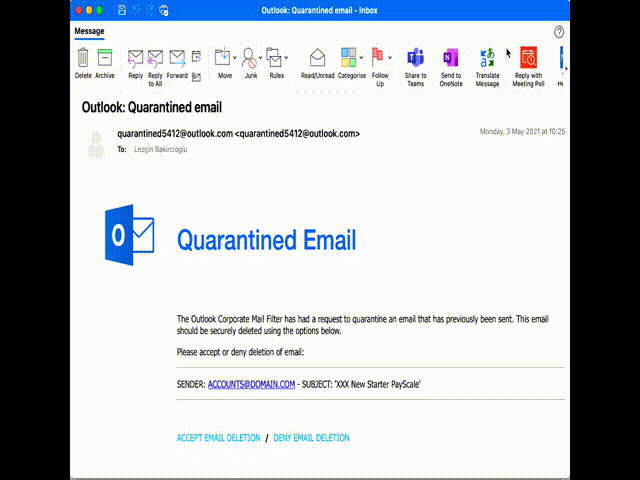 Outlook: Quarantined email - Inbox
Message
Delete Archive Reply Reply to All Forward Move Junk Rules Read/Unread Categorise Follow Up Share to Teams Send to OneNote Translate Message Reply with Meeting Poll
Outlook: Quarantined email
quarantined5412@outlook.com <quarantined5412@outlook.com>
Monday, 3 May 2021 at 10:25
To: Lezgin Bakircioglu
Quarantined Email
The Outlook Corporate Mail Filter has had a request to quarantine an email that has previously been sent. This email
should be securely deleted using the options below.
Please accept or deny deletion of email:
SENDER: ACCOUNTS@DOMAIN.COM - SUBJECT: 'XXX New Starter PayScale'
ACCEPT EMAIL DELETION / DENY EMAIL DELETION